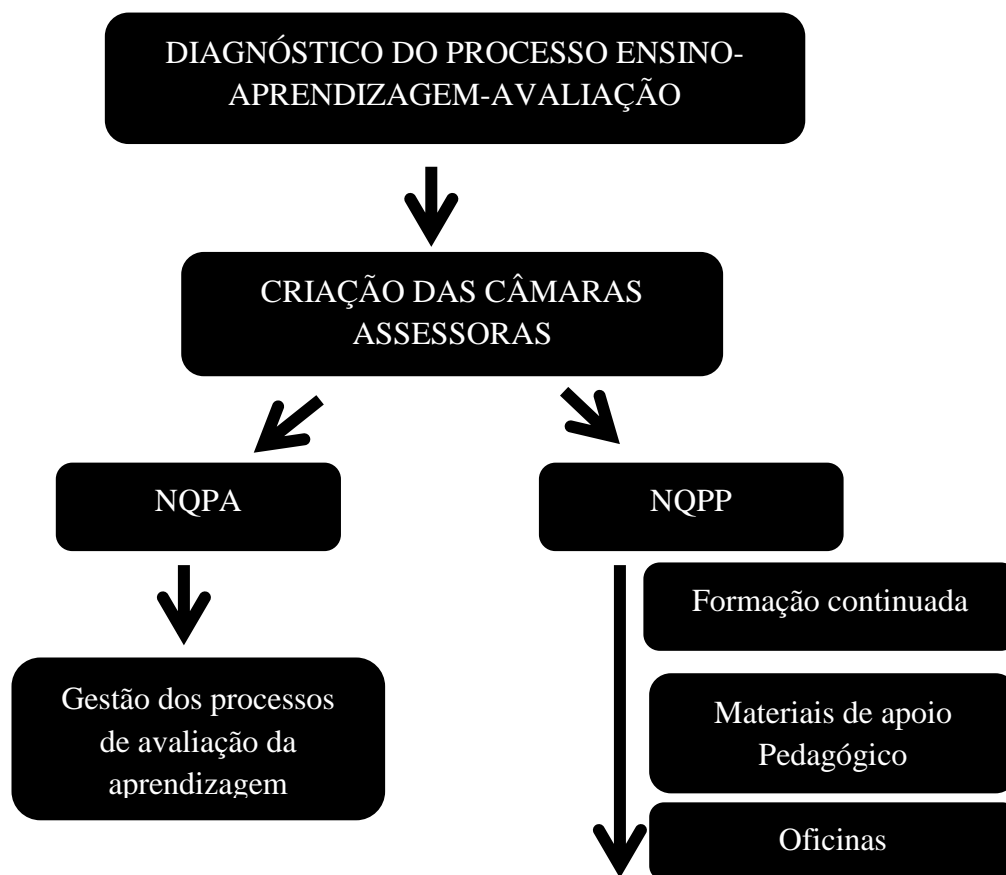 DIAGNÓSTICO DO PROCESSO ENSINO-
APRENDIZAGEM-AVALIAÇÃO
CRIAÇÃO DAS CÂMARAS
ASSESSORAS
NQPA
NQPP
Formação continuada
Gestão dos processos
de avaliação da
aprendizagem
Materiais de apoio
Pedagógico
Oficinas